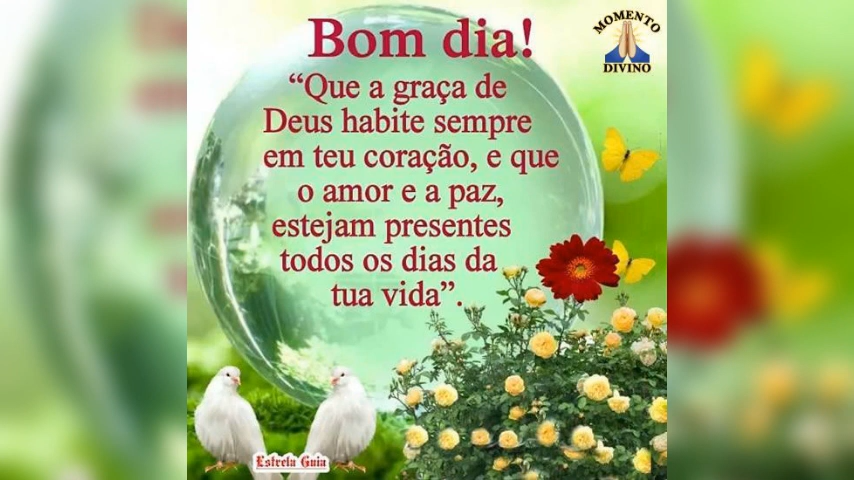 Bom dia!
MOMENTO
DIVINO
“Que a graça de
Deus habite sempre
em teu coração, e que
o amor e a paz,
estejam presentes
todos os dias da
tua vida”.
Estrela Guia